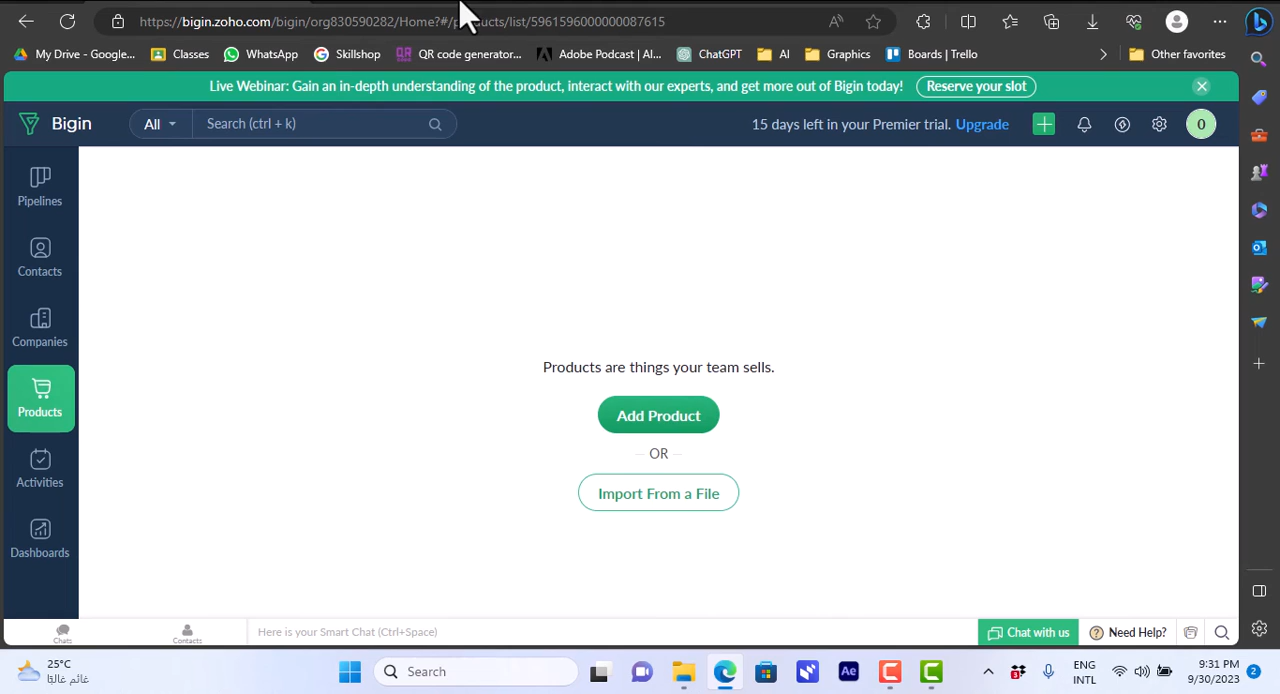 https://bigin.zoho.com/bigin/org830590282/Home?#/products/list/5961596000000087615
My Drive - Google... Classes WhatsApp Skillshop QR code generator... Adobe Podcast | AI... ChatGPT AI Graphics Boards | Trello Other favorites
Live Webinar: Gain an in-depth understanding of the product, interact with our experts, and get more out of Bigin today! Reserve your slot
Bigin All Search (ctrl + k) 15 days left in your Premier trial. Upgrade O
Pipelines
Contacts
Companies
Products
Activities
Dashboards
Products are things your team sells.
Add Product
OR
Import From a File
Chats Contacts Here is your Smart Chat (Ctrl+Space) Chat with us Need Help?
25°C
غائم غالبًا
Search
Ae
ENG
INTL
9:31 PM
9/30/2023
2